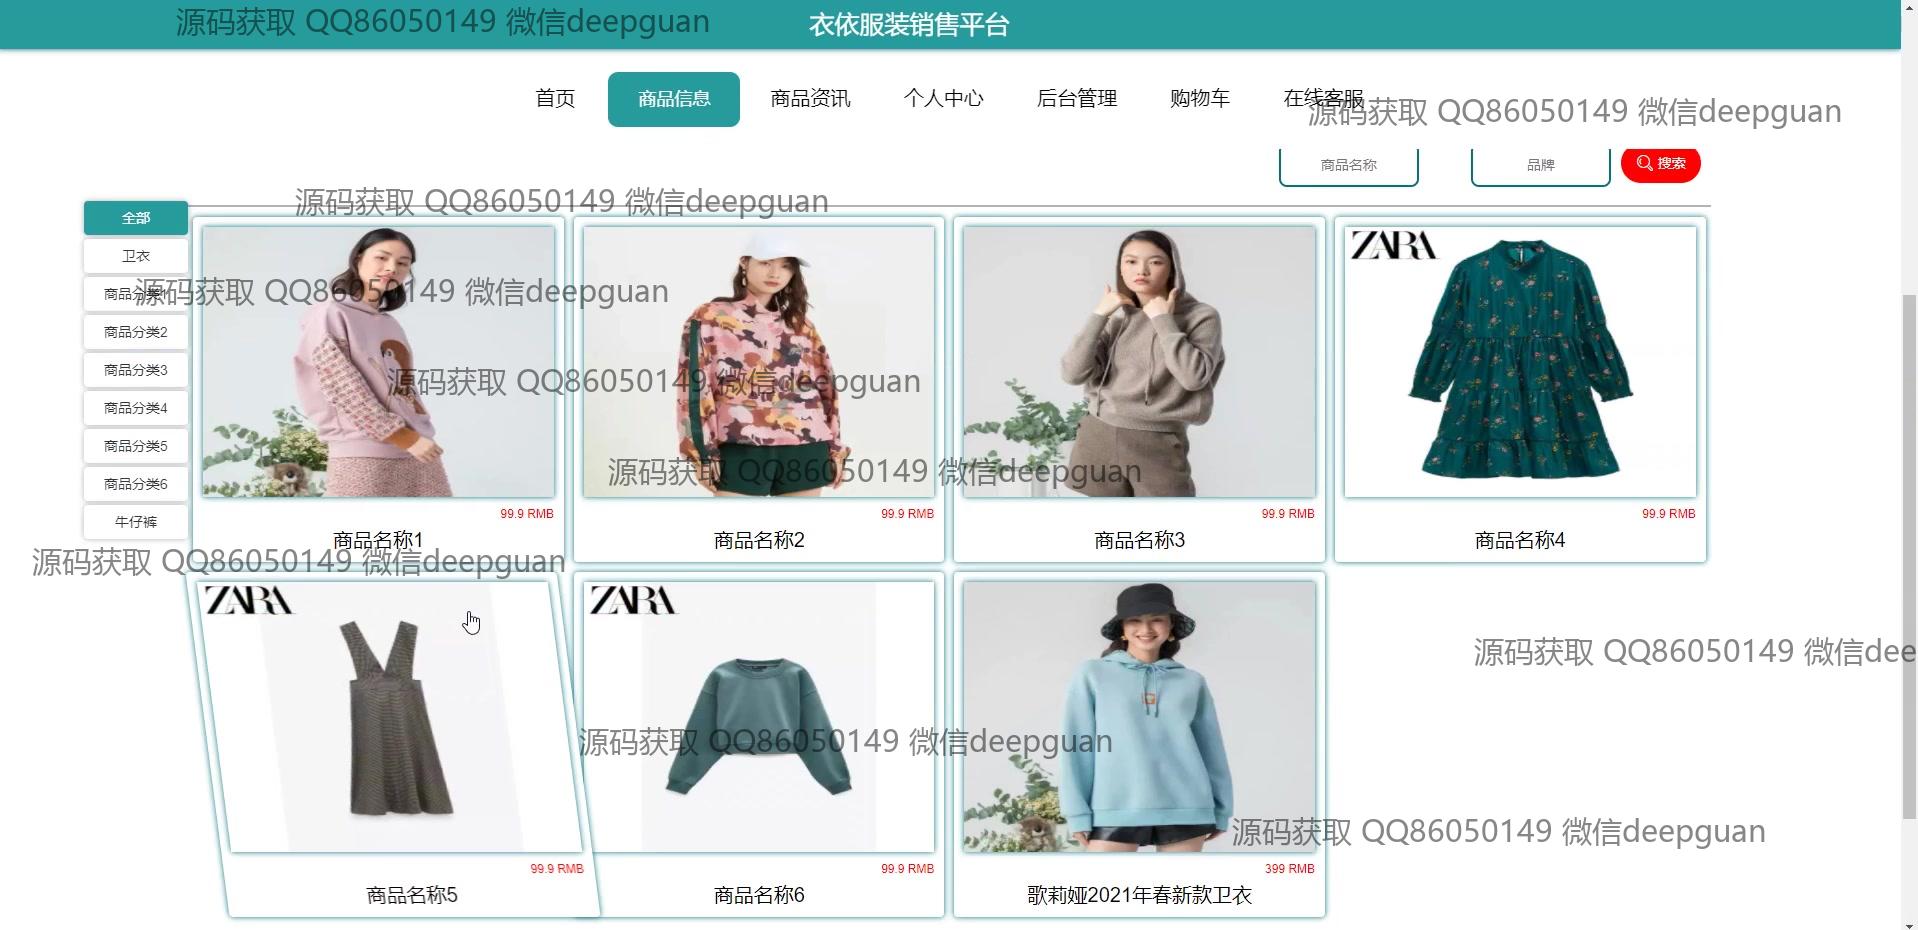 衣依服装销售平台
源码获取 QQ86050149 微信deepguan
首页
商品信息
商品资讯
个人中心
后台管理
购物车
在线客服
源码获取 QQ86050149 微信deepguan
商品名称
品牌
搜索
源码获取 QQ86050149 微信deepguan
全部
卫衣
商品分类1
源码获取 QQ86050149 微信deepguan
商品分类2
商品分类3
商品分类4
商品分类5
商品分类6
牛仔裤
ZARA
源码获取 QQ86050149 微信deepguan
源码获取 QQ86050149 微信deepguan
99.9 RMB
商品名称1
99.9 RMB
商品名称2
99.9 RMB
商品名称3
99.9 RMB
商品名称4
源码获取 QQ86050149 微信deepguan
ZARA
ZARA
源码获取 QQ86050149 微信dee
源码获取 QQ86050149 微信deepguan
源码获取 QQ86050149 微信deepguan
99.9 RMB
商品名称5
99.9 RMB
商品名称6
399 RMB
歌莉娅2021年春新款卫衣